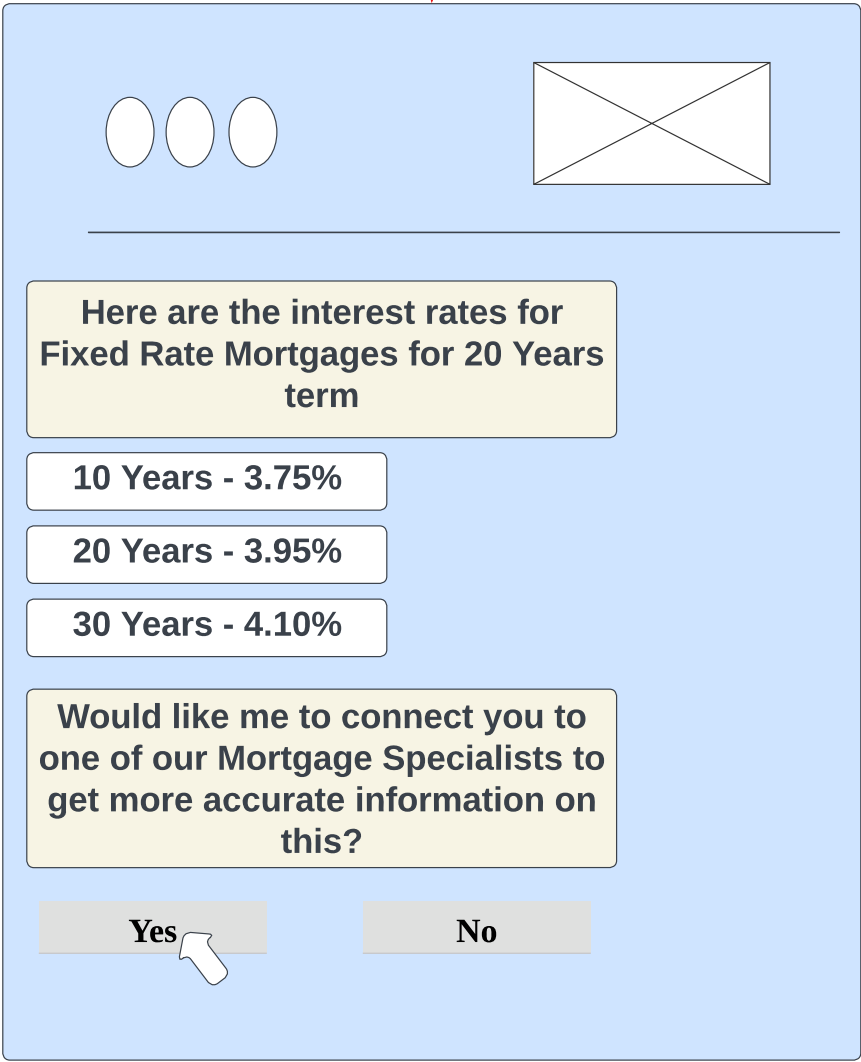 Here are the interest rates for
Fixed Rate Mortgages for 20 Years
term
10 Years - 3.75%
20 Years - 3.95%
30 Years - 4.10%
Would like me to connect you to
one of our Mortgage Specialists to
get more accurate information on
this?
Yes
No